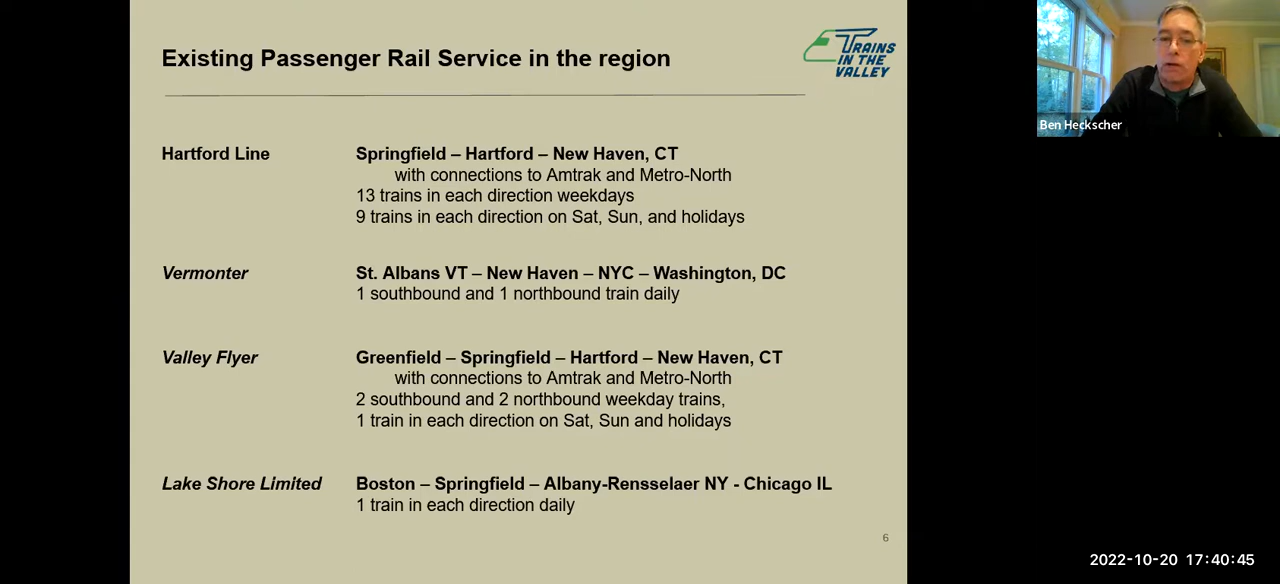 Existing Passenger Rail Service in the region
TRAINS
IN THE
VALLEY
Ben Heckscher
Hartford Line
Springfield – Hartford – New Haven, CT
with connections to Amtrak and Metro-North
13 trains in each direction weekdays
9 trains in each direction on Sat, Sun, and holidays
Vermonter
St. Albans VT – New Haven – NYC – Washington, DC
1 southbound and 1 northbound train daily
Valley Flyer
Greenfield – Springfield – Hartford – New Haven, CT
with connections to Amtrak and Metro-North
2 southbound and 2 northbound weekday trains,
1 train in each direction on Sat, Sun and holidays
Lake Shore Limited
Boston – Springfield – Albany-Rensselaer NY - Chicago IL
1 train in each direction daily
6
2022-10-20 17:40:45